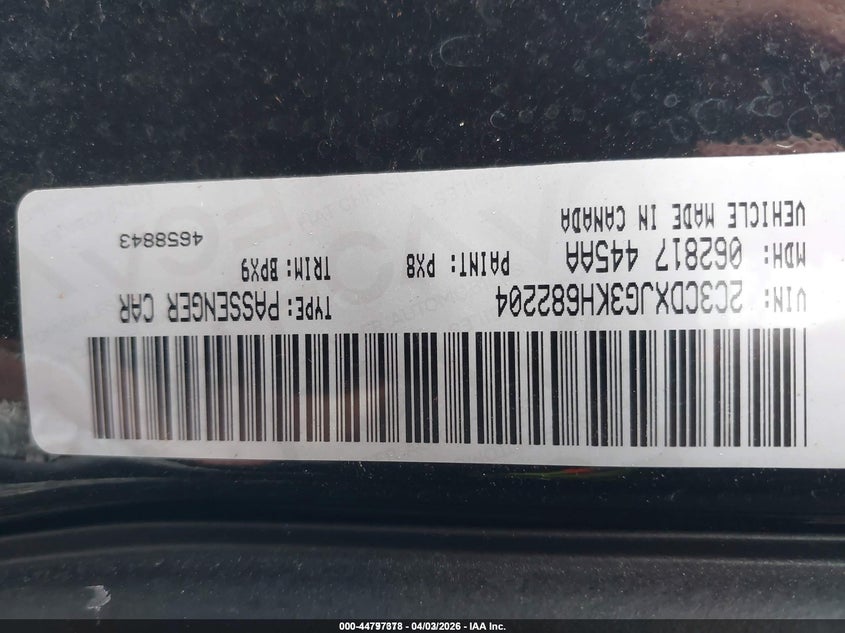 VIN: 2C3CDXJG3KH682204 TYPE: PASSENGER CAR
MDH: 062817 445AA PAINT: PX8 TRIM: BPX9
VEHICLE MADE IN CANADA 4658843
000-44797878 - 04/03/2026 - IAA Inc.